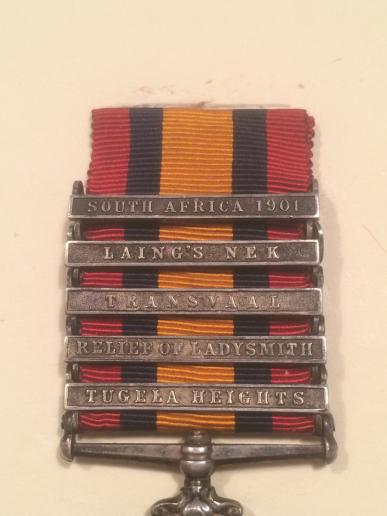 SOUTH AFRICA 1901
LAING'S NEK
TRANSVAAL
RELIEF OF LADYSMITH
TUGELA HEIGHTS